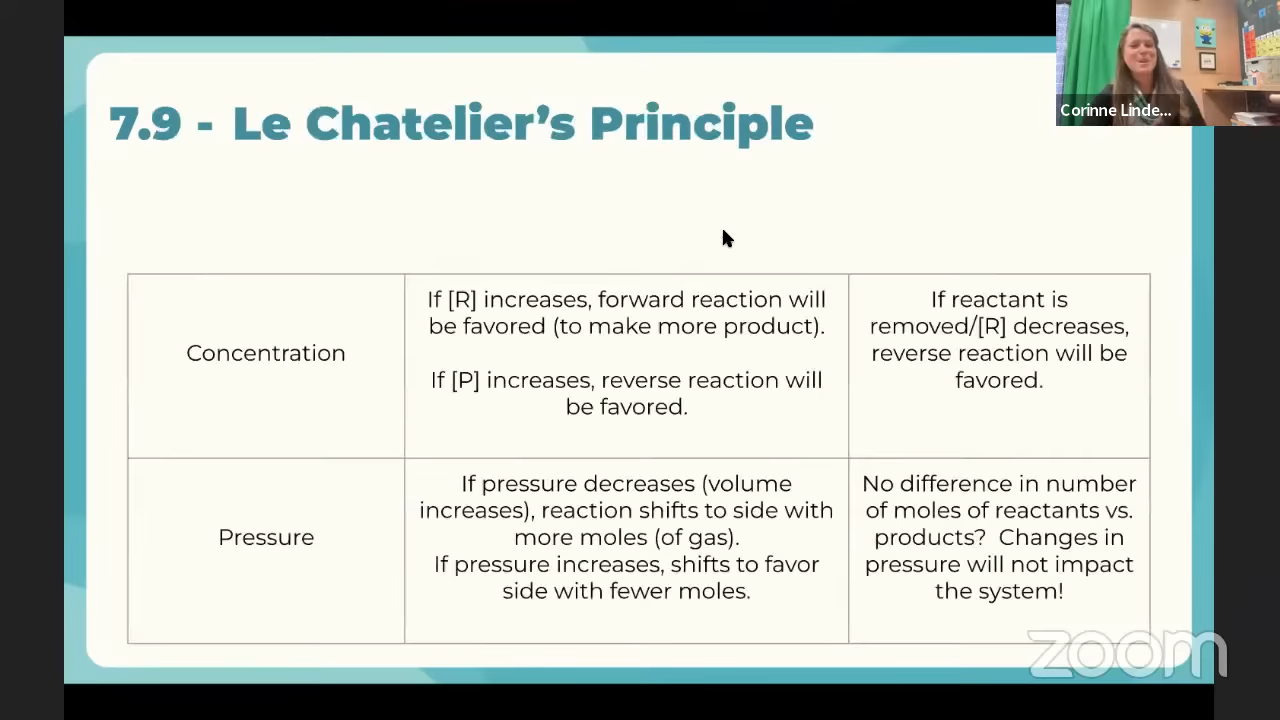 7.9 - Le Chatelier's Principle
Corinne Linde...
Concentration
If [R] increases, forward reaction will
be favored (to make more product).
If [P] increases, reverse reaction will
be favored.
If reactant is
removed/[R] decreases,
reverse reaction will be
favored.
Pressure
If pressure decreases (volume
increases), reaction shifts to side with
more moles (of gas).
If pressure increases, shifts to favor
side with fewer moles.
No difference in number
of moles of reactants vs.
products?  Changes in
pressure will not impact
the system!
zoom